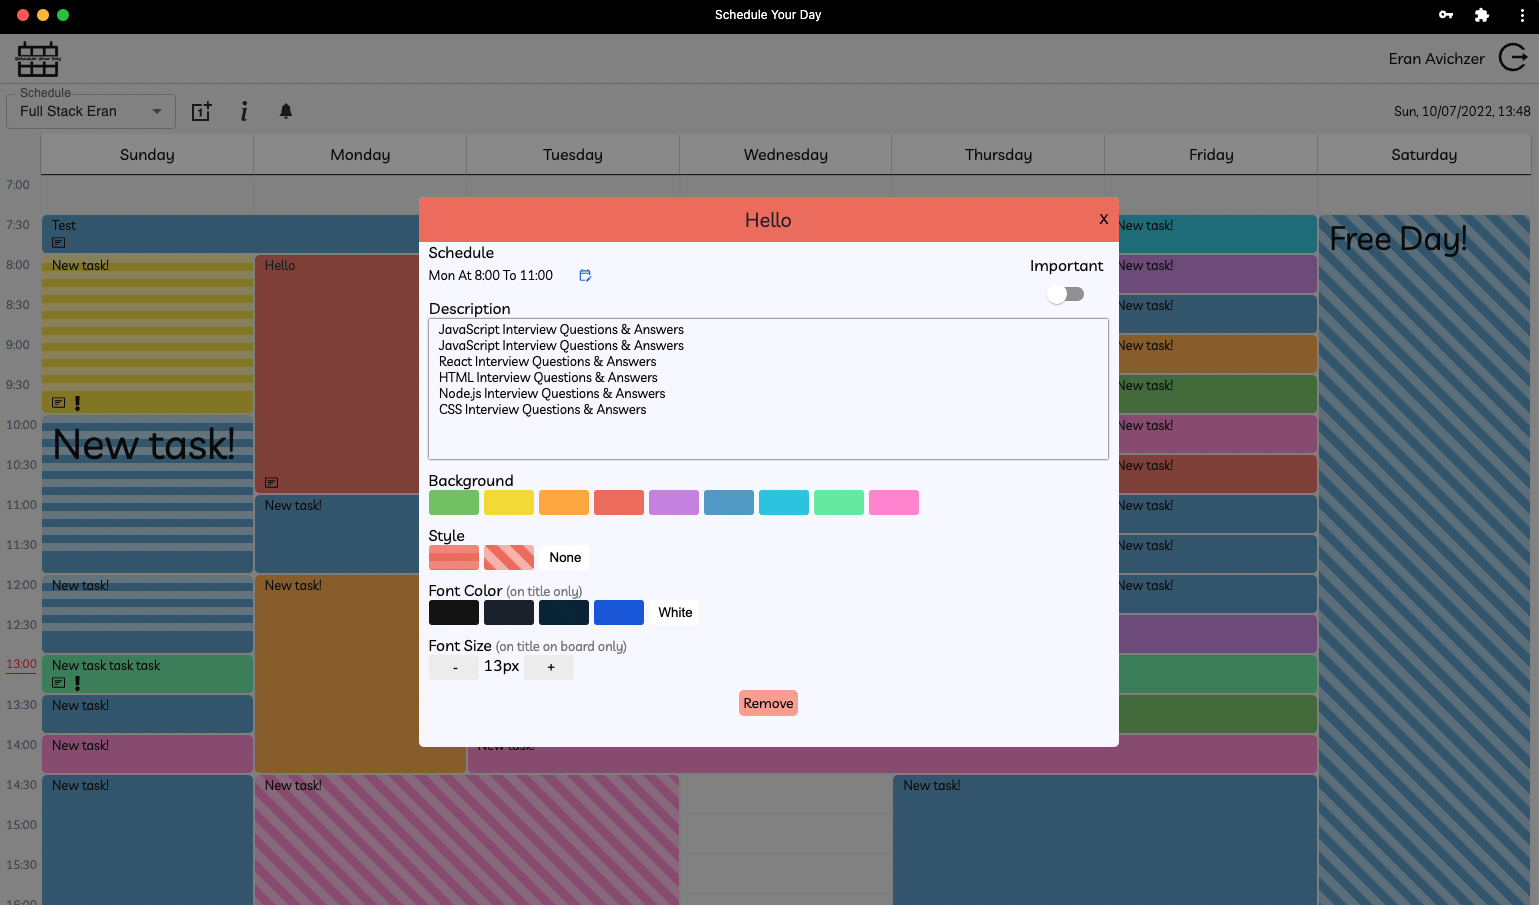 Schedule Your Day
Eran Avichzer
Schedule
Full Stack Eran
Sun, 10/07/2022, 13:48
Sunday
Monday
Tuesday
Wednesday
Thursday
Friday
Saturday
7:00
7:30
8:00
8:30
9:00
9:30
10:00
10:30
11:00
11:30
12:00
12:30
13:00
13:30
14:00
14:30
15:00
15:30
16:00
Test
New task!
New task!
New task!
New task task task
New task!
New task!
New task!
Hello
New task!
New task!
New task!
Hello
X
Schedule
Mon At 8:00 To 11:00
Important
Description
JavaScript Interview Questions & Answers
JavaScript Interview Questions & Answers
React Interview Questions & Answers
HTML Interview Questions & Answers
Node.js Interview Questions & Answers
CSS Interview Questions & Answers
Background
Style
None
Font Color (on title only)
White
Font Size (on title on board only)
- 13px +
Remove
New task!
New task!
New task!
New task!
New task!
New task!
New task!
New task!
New task!
New task!
New task!
New task!
New task!
Free Day!